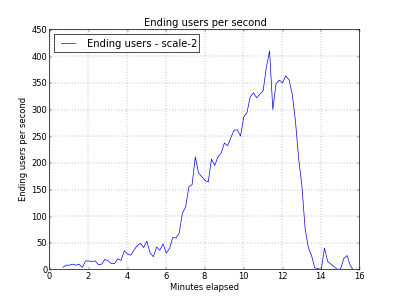 Ending users per second
450
400
350
300
250
200
150
100
50
0
Ending users per second
Ending users - scale-2
0 2 4 6 8 10 12 14 16
Minutes elapsed